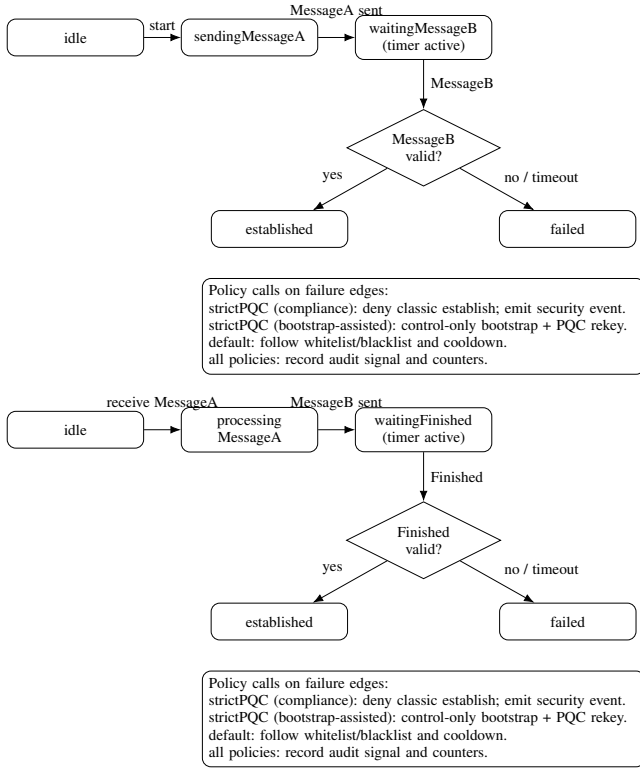 MessageA sent
start
idle
sendingMessageA
waitingMessageB
(timer active)
MessageB
MessageB
valid?
yes
no / timeout
established
failed
Policy calls on failure edges:
strictPQC (compliance): deny classic establish; emit security event.
strictPQC (bootstrap-assisted): control-only bootstrap + PQC rekey.
default: follow whitelist/blacklist and cooldown.
all policies: record audit signal and counters.
receive MessageA
MessageB sent
idle
processing
MessageA
waitingFinished
(timer active)
Finished
Finished
valid?
yes
no / timeout
established
failed
Policy calls on failure edges:
strictPQC (compliance): deny classic establish; emit security event.
strictPQC (bootstrap-assisted): control-only bootstrap + PQC rekey.
default: follow whitelist/blacklist and cooldown.
all policies: record audit signal and counters.